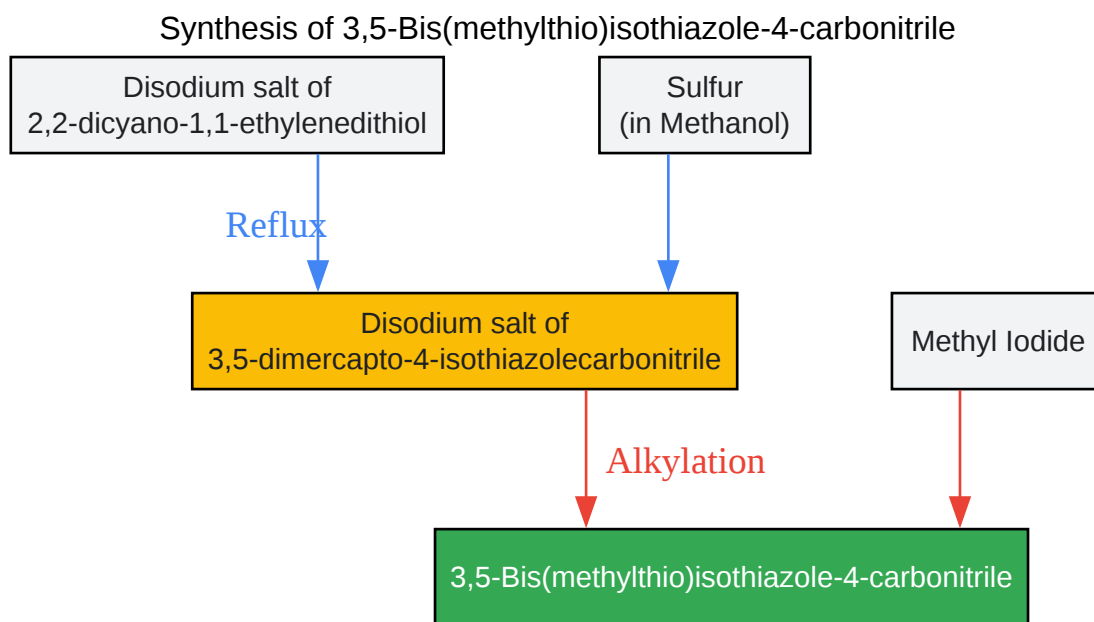 Synthesis of 3,5-Bis(methylthio)isothiazole-4-carbonitrile
Disodium salt of
2,2-dicyano-1,1-ethylenedithiol
Sulfur
(in Methanol)
Reflux
Disodium salt of
3,5-dimercapto-4-isothiazolecarbonitrile
Methyl Iodide
Alkylation
3,5-Bis(methylthio)isothiazole-4-carbonitrile